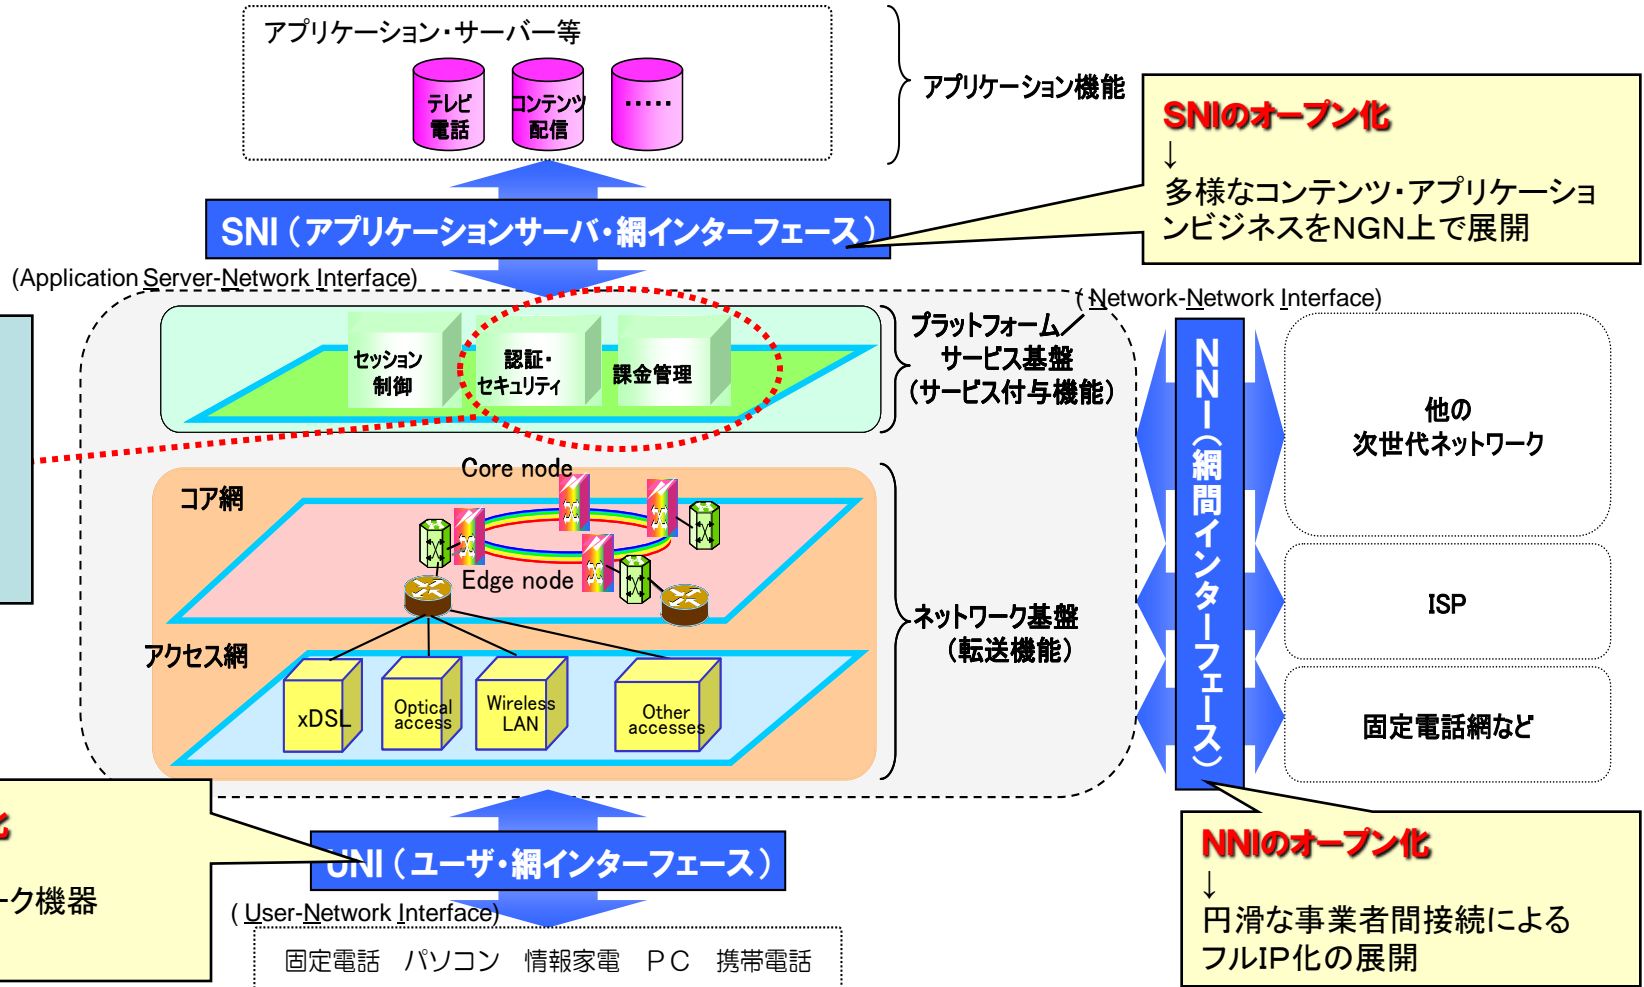 アプリケーション・サーバー等
テレビ
電話
コンテンツ
配信
・・・・・
アプリケーション機能
SNIのオープン化
↓
多様なコンテンツ・アプリケーショ
ンビジネスをNGN上で展開
SNI（アプリケーションサーバ・網インターフェース）
(Application Server-Network Interface)
( Network-Network Interface)
セッション
制御
認証・
セキュリティ
課金管理
プラットフォーム／
サービス基盤
（サービス付与機能）
NNI（網間インターフェース）
他の
次世代ネットワーク
ISP
固定電話網など
コア網
Core node
Edge node
ネットワーク基盤
（転送機能）
アクセス網
xDSL
Optical
access
Wireless
LAN
Other
accesses
化
ーク機器
UNI（ユーザ・網インターフェース）
( User-Network Interface)
固定電話　パソコン　情報家電　ＰＣ　携帯電話
NNIのオープン化
↓
円滑な事業者間接続による
フルIP化の展開